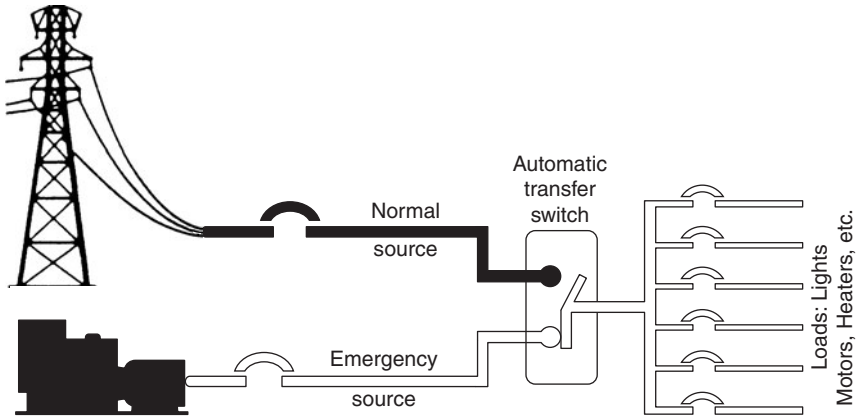 Automatic
transfer
switch
Normal
source
Emergency
source
Loads: Lights
Motors, Heaters, etc.